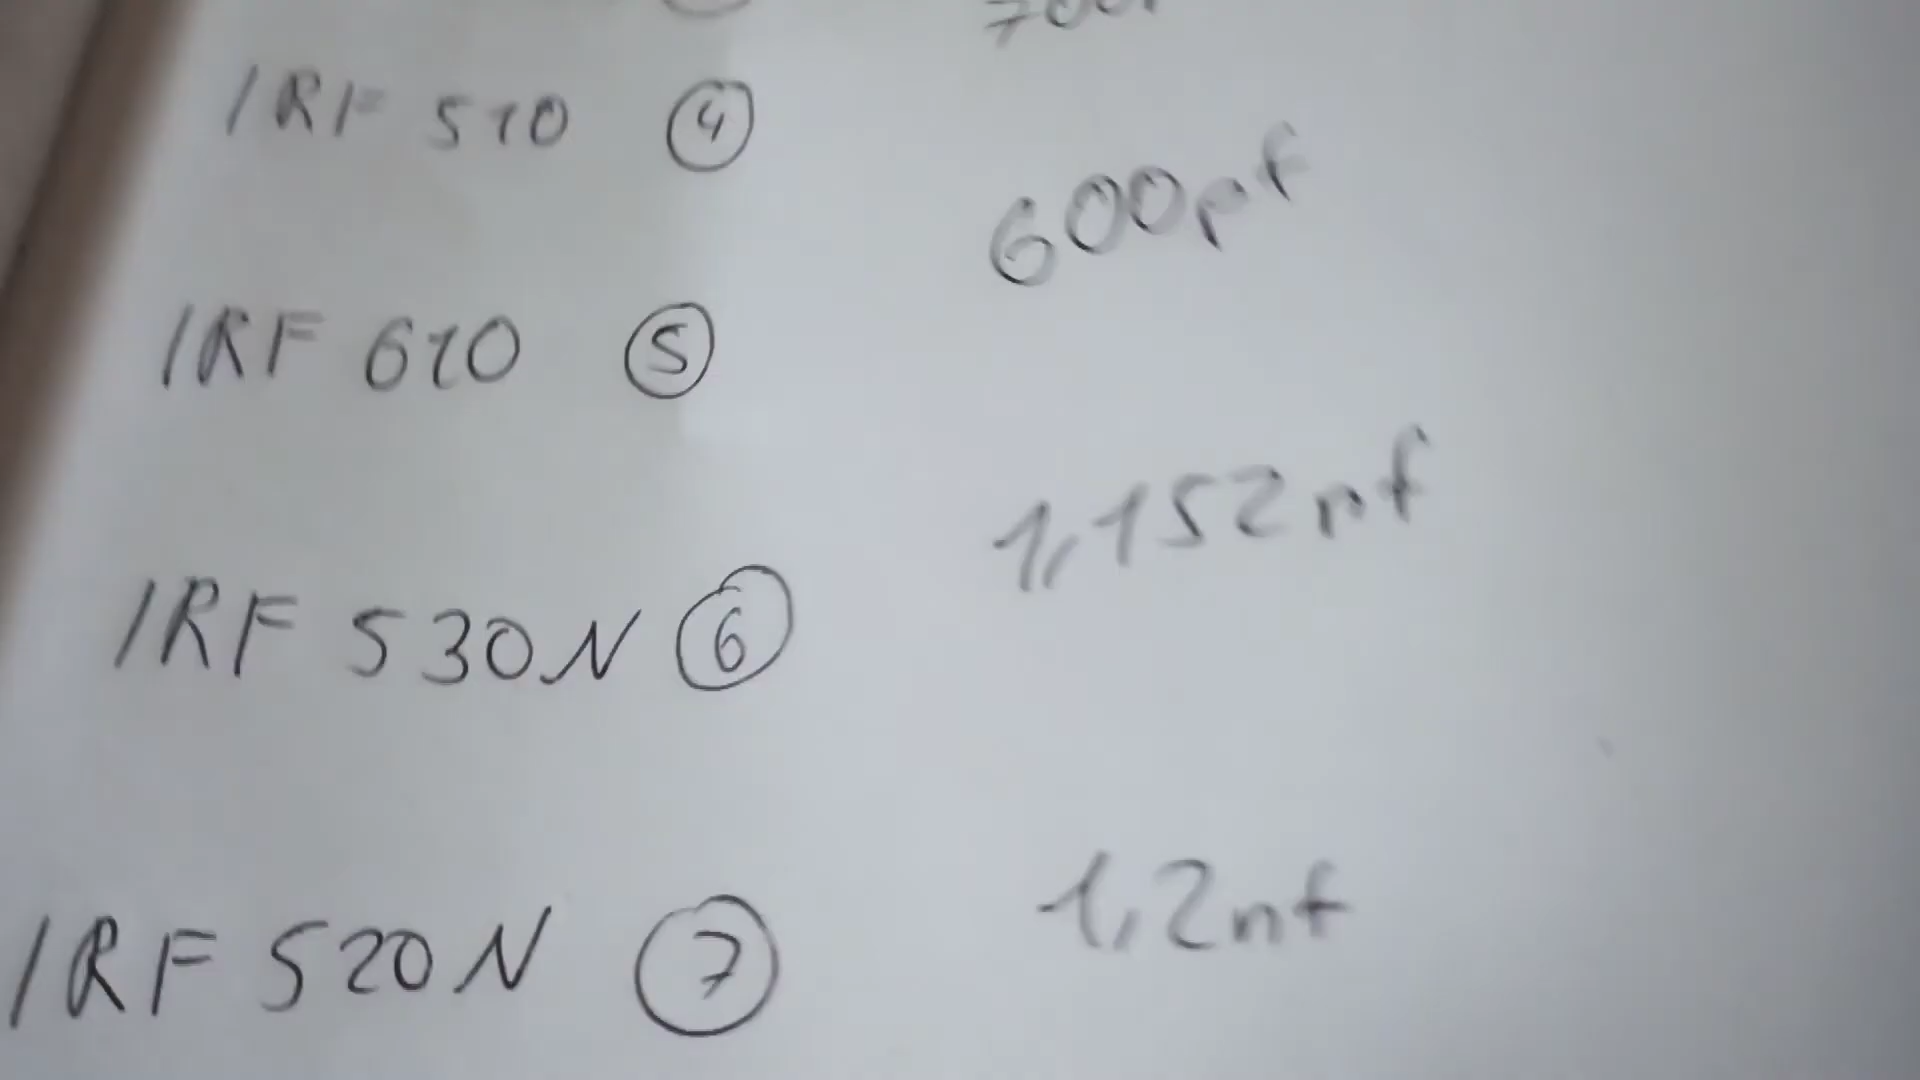 IRF 510 4
600pf
IRF 610 5
1,152nf
IRF 530N 6
1,2nf
IRF 520N 7